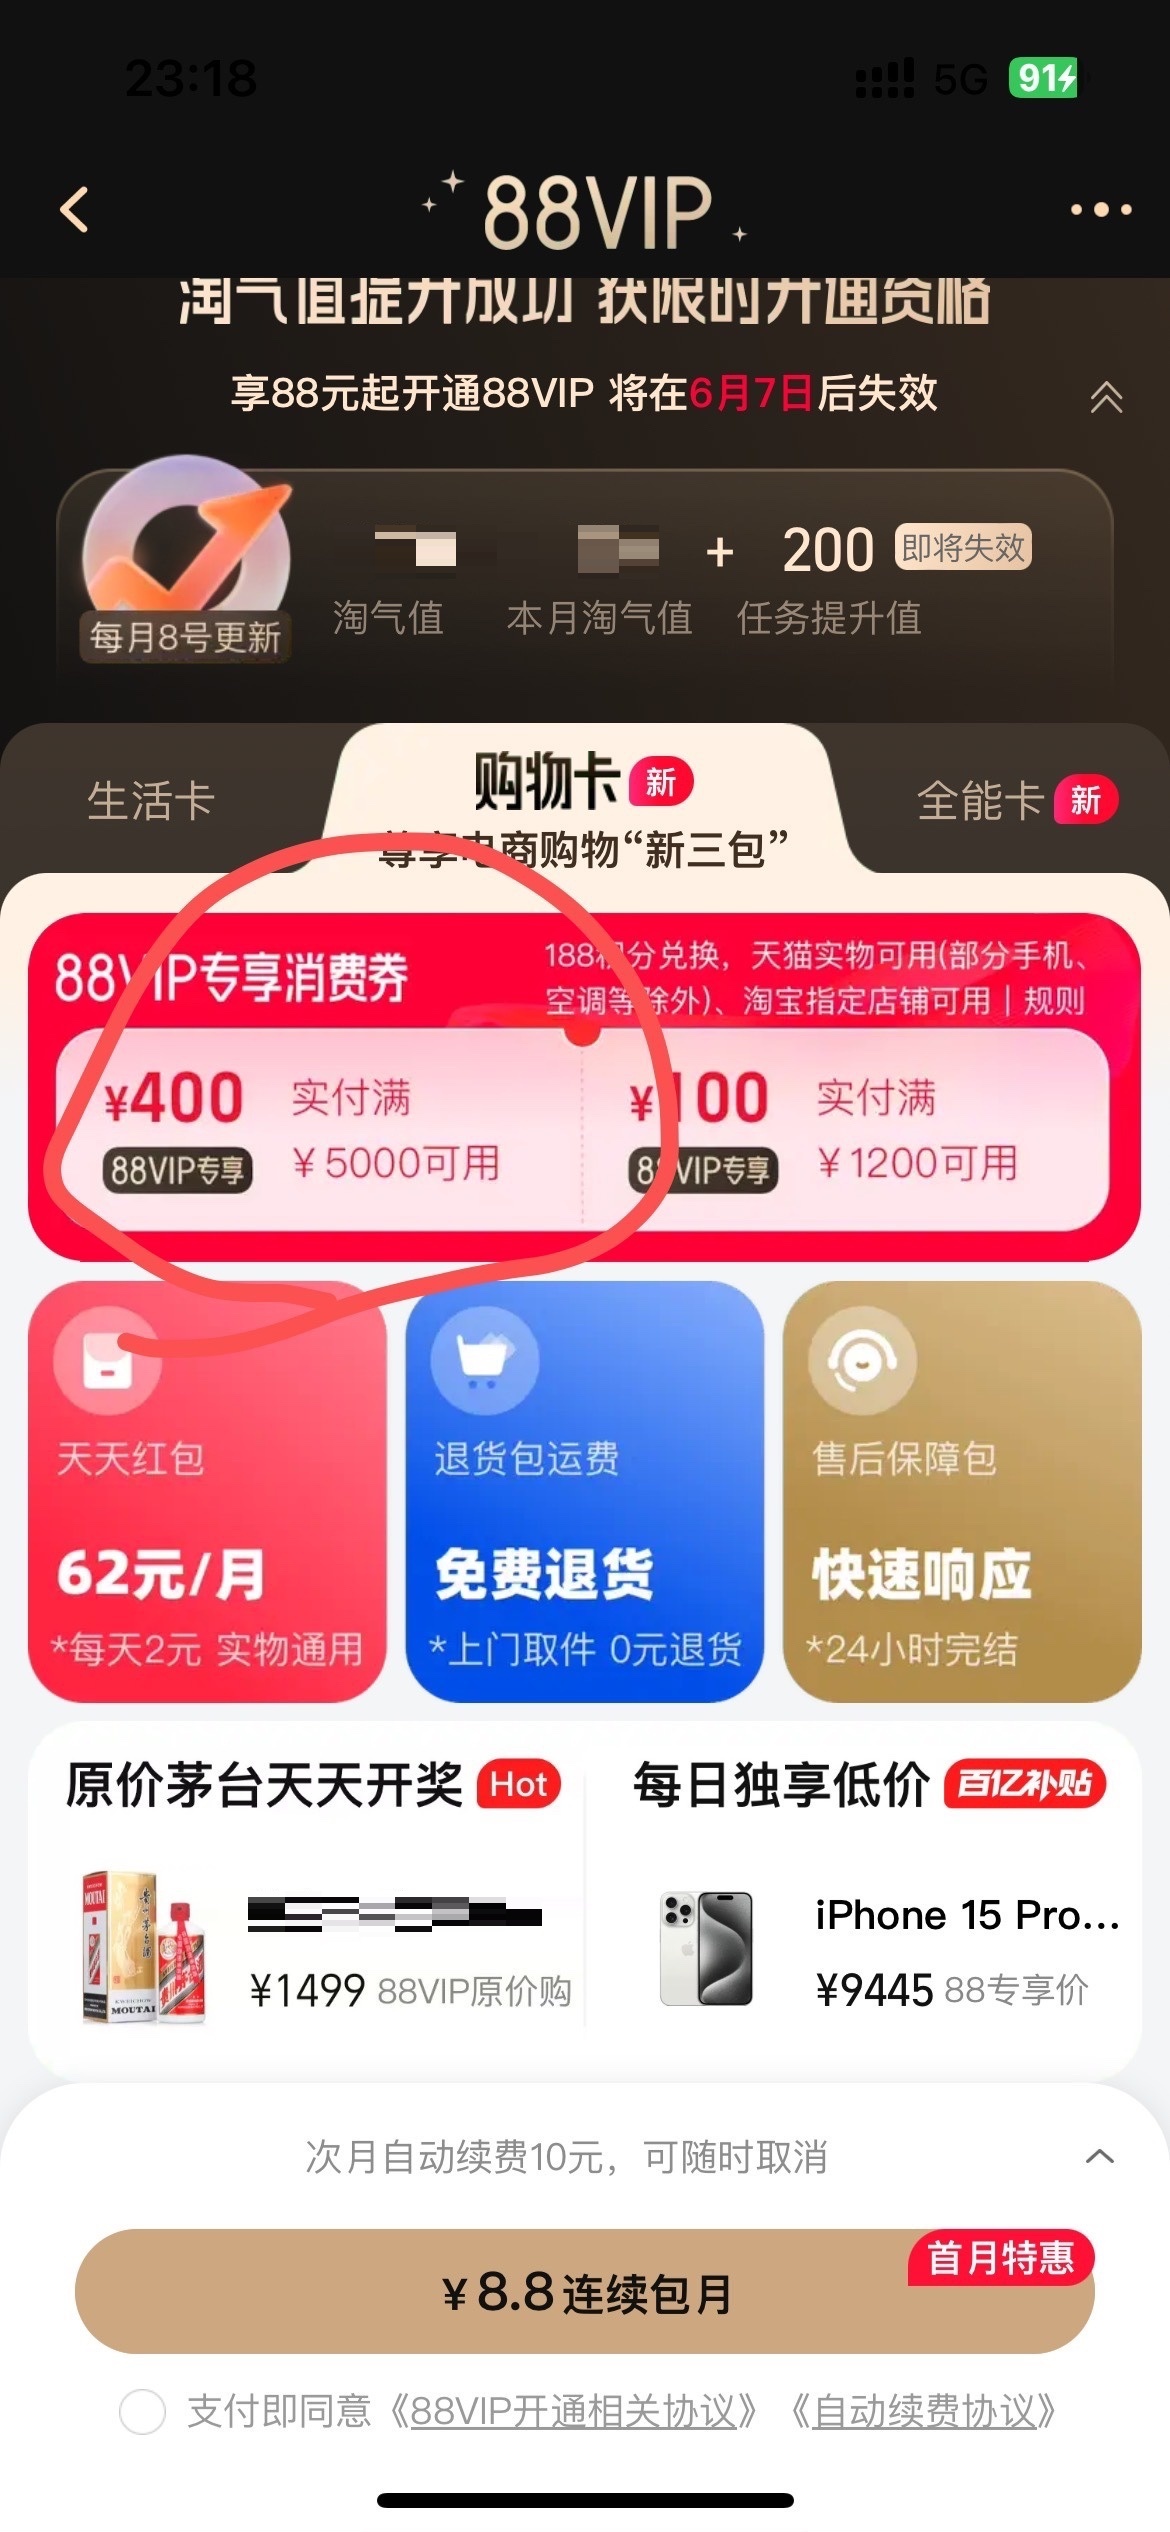 23:18
5G 91
88VIP
淘气值提升成功 获限时开通资格
享88元起开通88VIP 将在6月7日后失效
+ 200 即将失效
每月8号更新
淘气值 本月淘气值 任务提升值
生活卡
购物卡 新
全能卡 新
尊享电商购物“新三包”
88VIP专享消费券
188积分兑换，天猫实物可用(部分手机、
空调等除外)、淘宝指定店铺可用 | 规则
¥400 实付满
88VIP专享 ￥5000可用
¥100 实付满
88VIP专享 ￥1200可用
天天红包
62元/月
*每天2元 实物通用
退货包运费
免费退货
*上门取件 0元退货
售后保障包
快速响应
*24小时完结
原价茅台天天开奖 Hot
MOUTAI
MOUTAI
¥1499 88VIP原价购
每日独享低价 百亿补贴
iPhone 15 Pro...
¥9445 88专享价
次月自动续费10元，可随时取消
首月特惠
￥8.8 连续包月
支付即同意《88VIP开通相关协议》《自动续费协议》